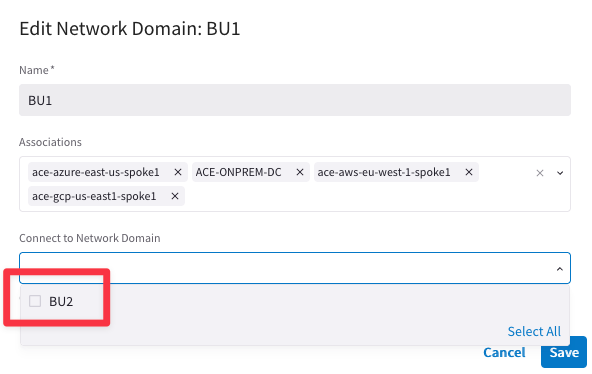 Edit Network Domain: BU1
Name*
BU1
Associations
ace-azure-east-us-spoke1 × ACE-ONPREM-DC × ace-aws-eu-west-1-spoke1 ×
ace-gcp-us-east1-spoke1 ×
Connect to Network Domain
BU2
Select All
Cancel Save